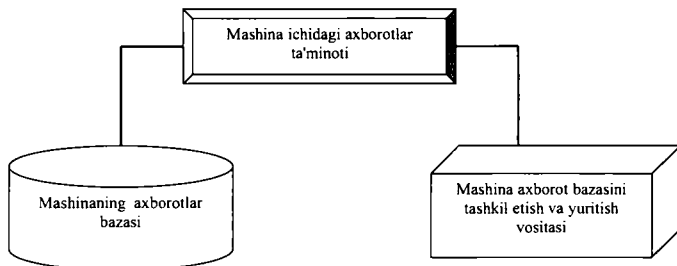 Mashina ichidagi axborotlar
ta'minoti
Mashinaning axborotlar
bazasi
Mashina axborot bazasini
tashkil etish va yuritish
vositasi